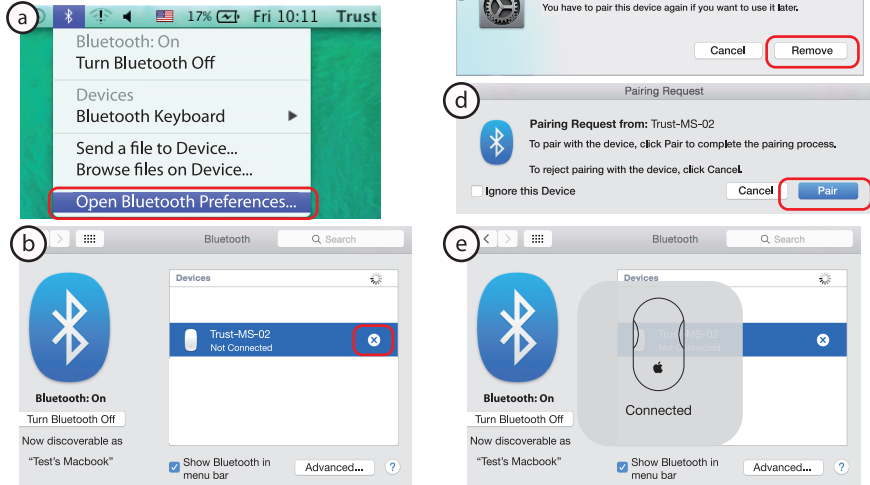 a
17%
Fri 10:11
Trust
Bluetooth: On
Turn Bluetooth Off
Devices
Bluetooth Keyboard
Send a file to Device...
Browse files on Device...
Open Bluetooth Preferences...
b
Bluetooth
Search
Devices
Trust-MS-02
Not Connected
Bluetooth: On
Turn Bluetooth Off
Now discoverable as
"Test's Macbook"
Show Bluetooth in
menu bar
Advanced...
?
You have to pair this device again if you want to use it later.
Cancel
Remove
d
Pairing Request
Pairing Request from: Trust-MS-02
To pair with the device, click Pair to complete the pairing process.
To reject pairing with the device, click Cancel.
Ignore this Device
Cancel
Pair
e
Bluetooth
Search
Devices
Trust-MS-02
Not Connected
Connected
Bluetooth: On
Turn Bluetooth Off
Now discoverable as
"Test's Macbook"
Show Bluetooth in
menu bar
Advanced...
?